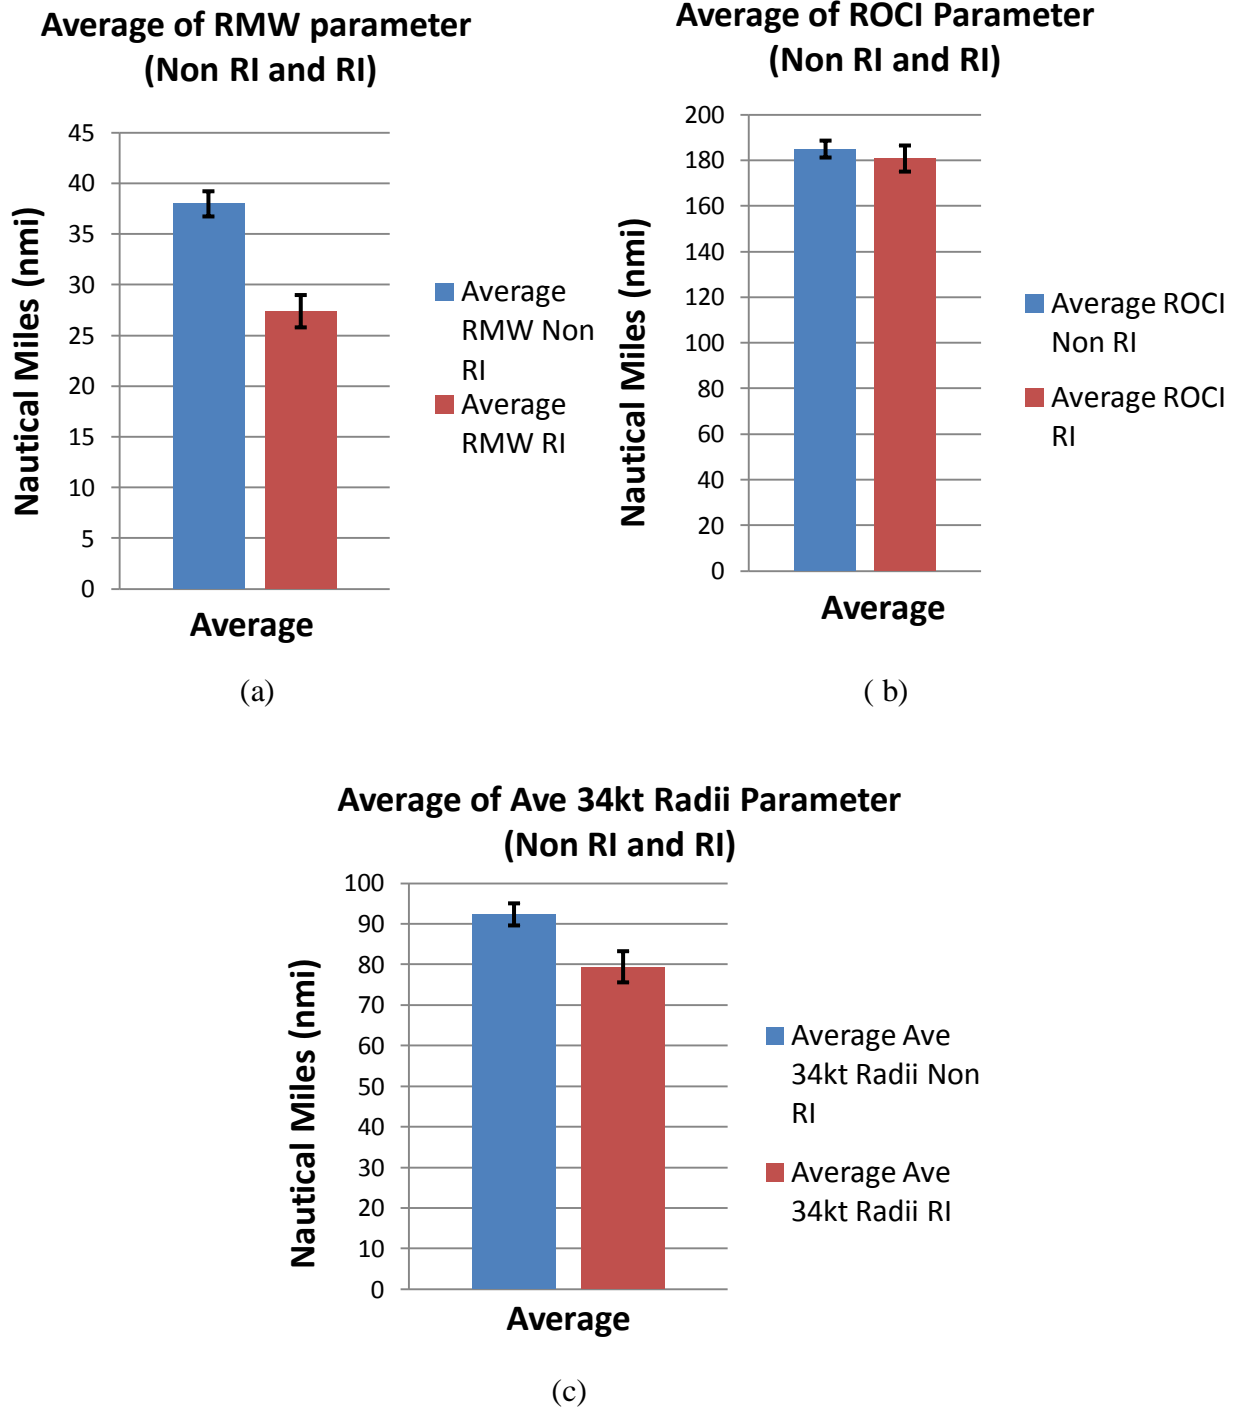 Average of RMW parameter
(Non RI and RI)
45
40
35
30
25
20
15
10
5
0
Nautical Miles (nmi)
Average
Average
RMW Non
RI
Average
RMW RI
(a)
Average of ROCI Parameter
(Non RI and RI)
200
180
160
140
120
100
80
60
40
20
0
Nautical Miles (nmi)
Average
Average ROCI
Non RI
Average ROCI
RI
( b)
Average of Ave 34kt Radii Parameter
(Non RI and RI)
100
90
80
70
60
50
40
30
20
10
0
Nautical Miles (nmi)
Average
Average Ave
34kt Radii Non
RI
Average Ave
34kt Radii RI
(c)